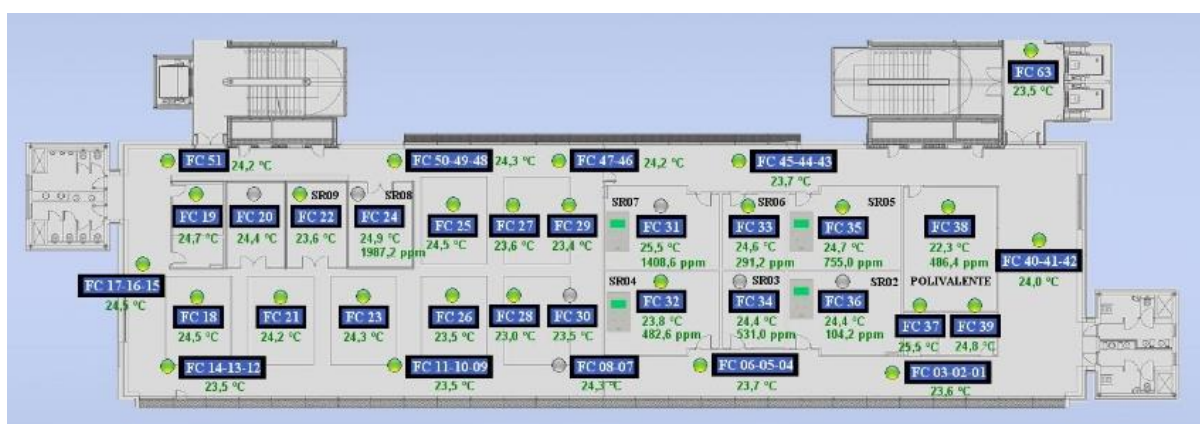 FC 63
23,5 °C
FC 51
24,2 °C
FC 50-49-48
24,3 °C
FC 47-46
24,2 °C
FC 45-44-43
23,7 °C
FC 19
24,7 °C
FC 20
24,4 °C
SR09
FC 22
23,6 °C
SR08
FC 24
24,9 °C
1987,2 ppm
FC 25
24,5 °C
FC 27
23,6 °C
FC 29
23,4 °C
SR07
FC 31
25,5 °C
1408,6 ppm
SR06
FC 33
24,6 °C
291,2 ppm
SR05
FC 35
24,7 °C
755,0 ppm
FC 38
22,3 °C
486,4 ppm
POLIVALENTE
FC 40-41-42
24,0 °C
FC 17-16-15
24,5 °C
FC 18
24,5 °C
FC 21
24,2 °C
FC 23
24,3 °C
FC 26
23,5 °C
FC 28
23,0 °C
FC 30
23,5 °C
SR04
FC 32
23,8 °C
482,6 ppm
SR03
FC 34
24,4 °C
531,0 ppm
SR02
FC 36
24,4 °C
104,2 ppm
FC 37
25,5 °C
FC 39
24,8 °C
FC 14-13-12
23,5 °C
FC 11-10-09
23,5 °C
FC 08-07
24,3 °C
FC 06-05-04
23,7 °C
FC 03-02-01
23,6 °C